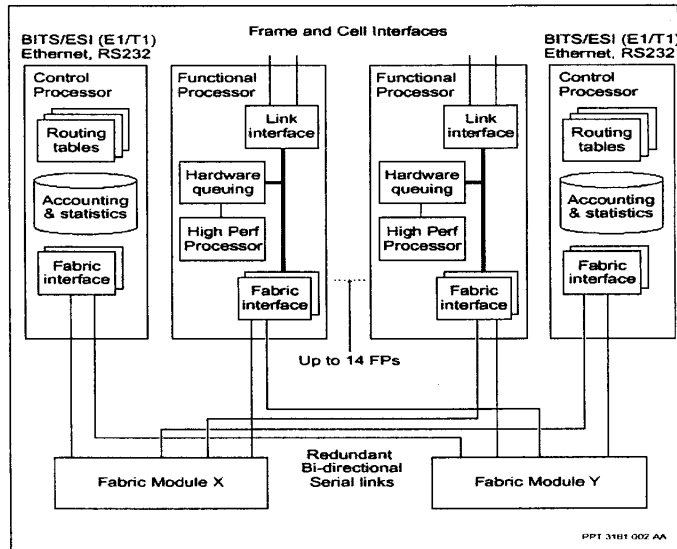 Frame and Cell Interfaces
BITS/ESI (E1/T1)
Ethernet, RS232
BITS/ESI (E1/T1)
Ethernet, RS232
Control
Processor
Routing
tables
Accounting
& statistics
Fabric
interface
Functional
Processor
Link
interface
Hardware
queuing
High Perf
Processor
Fabric
interface
Functional
Processor
Link
interface
Hardware
queuing
High Perf
Processor
Fabric
interface
Control
Processor
Routing
tables
Accounting
& statistics
Fabric
interface
Up to 14 FPs
Fabric Module X
Redundant
Bi-directional
Serial links
Fabric Module Y
PPT 3181 002 AA